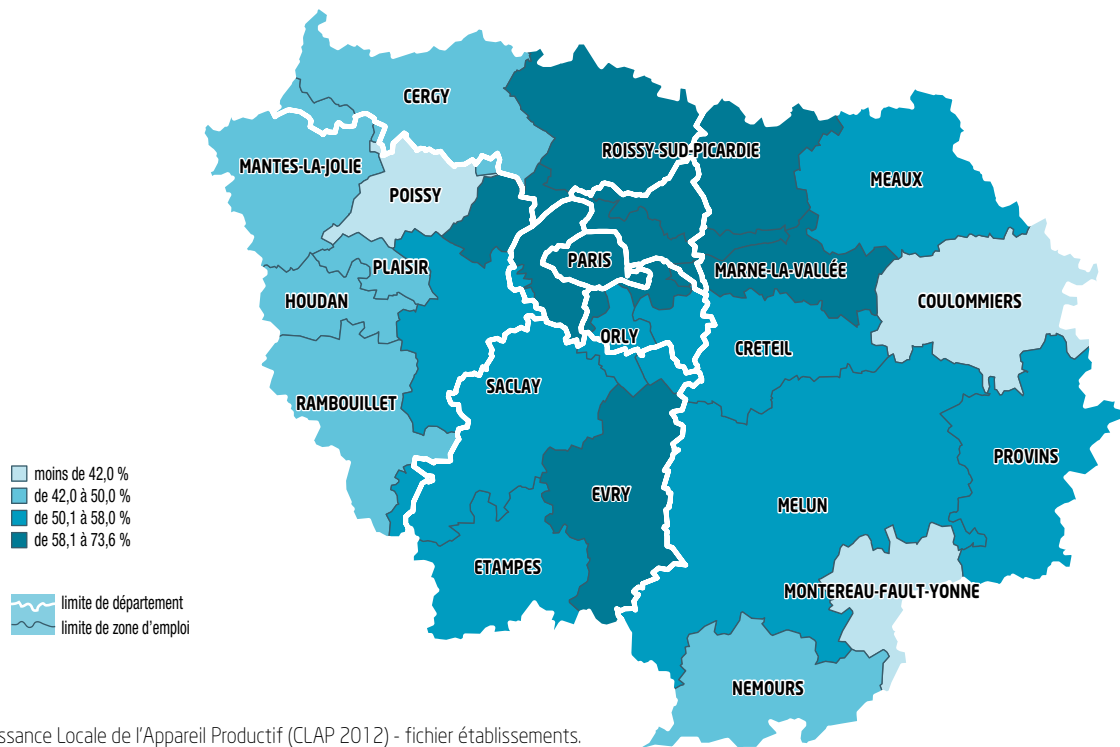 CERGY
MANTES-LA-JOLIE
ROISSY-SUD-PICARDIE
MEAUX
POISSY
PARIS
PLAISIR
MARNE-LA-VALLÉE
HOUDAN
COULOMMIERS
ORLY
CRETEIL
SACLAY
RAMBOUILLET
PROVINS
EVRY
MELUN
ETAMPES
MONTEREAU-FAULT-YONNE
NEMOURS
moins de 42,0 %
de 42,0 à 50,0 %
de 50,1 à 58,0 %
de 58,1 à 73,6 %
limite de département
limite de zone d'emploi
ssance Locale de l'Appareil Productif (CLAP 2012) - fichier établissements.